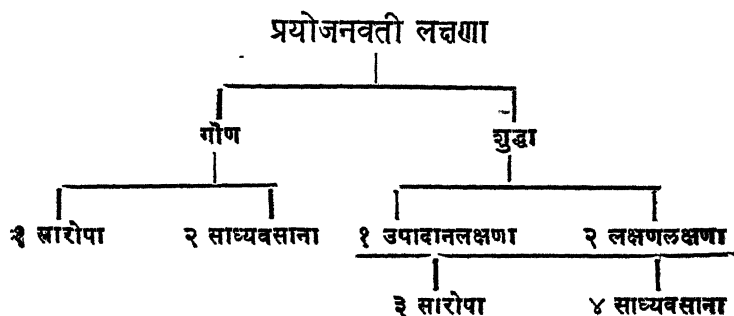 प्रयोजनवती लक्षणा
गौण शुद्धा
१ सारोपा २ साध्यवसाना १ उपादानलक्षणा २ लक्षणलक्षणा
३ सारोपा ४ साध्यवसाना